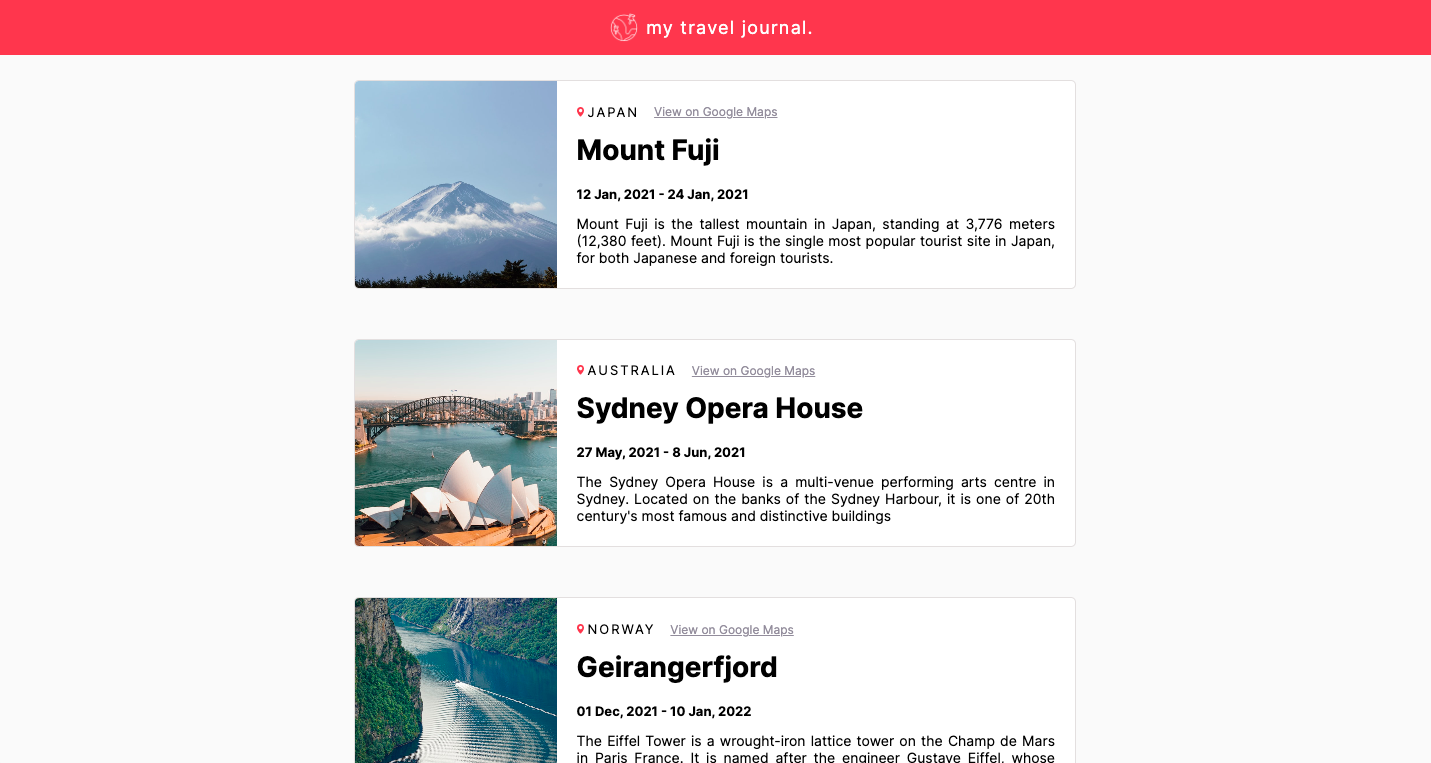 my travel journal.
JAPAN View on Google Maps
Mount Fuji
12 Jan, 2021 - 24 Jan, 2021
Mount Fuji is the tallest mountain in Japan, standing at 3,776 meters
(12,380 feet). Mount Fuji is the single most popular tourist site in Japan,
for both Japanese and foreign tourists.
AUSTRALIA View on Google Maps
Sydney Opera House
27 May, 2021 - 8 Jun, 2021
The Sydney Opera House is a multi-venue performing arts centre in
Sydney. Located on the banks of the Sydney Harbour, it is one of 20th
century's most famous and distinctive buildings
NORWAY View on Google Maps
Geirangerfjord
01 Dec, 2021 - 10 Jan, 2022
The Eiffel Tower is a wrought-iron lattice tower on the Champ de Mars
in Paris France. It is named after the engineer Gustave Eiffel, whose